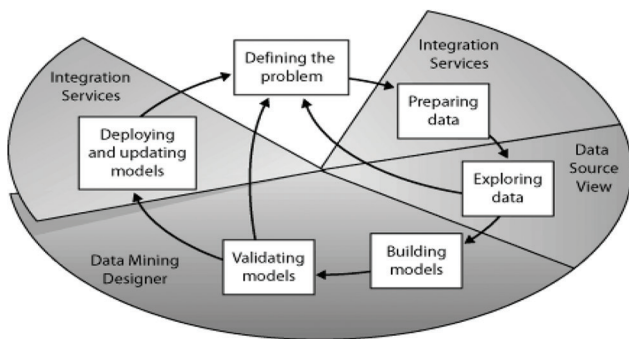 Defining the
problem
Integration
Services
Integration
Services
Preparing
data
Deploying
and updating
models
Data
Source
View
Exploring
data
Data Mining
Designer
Validating
models
Building
models